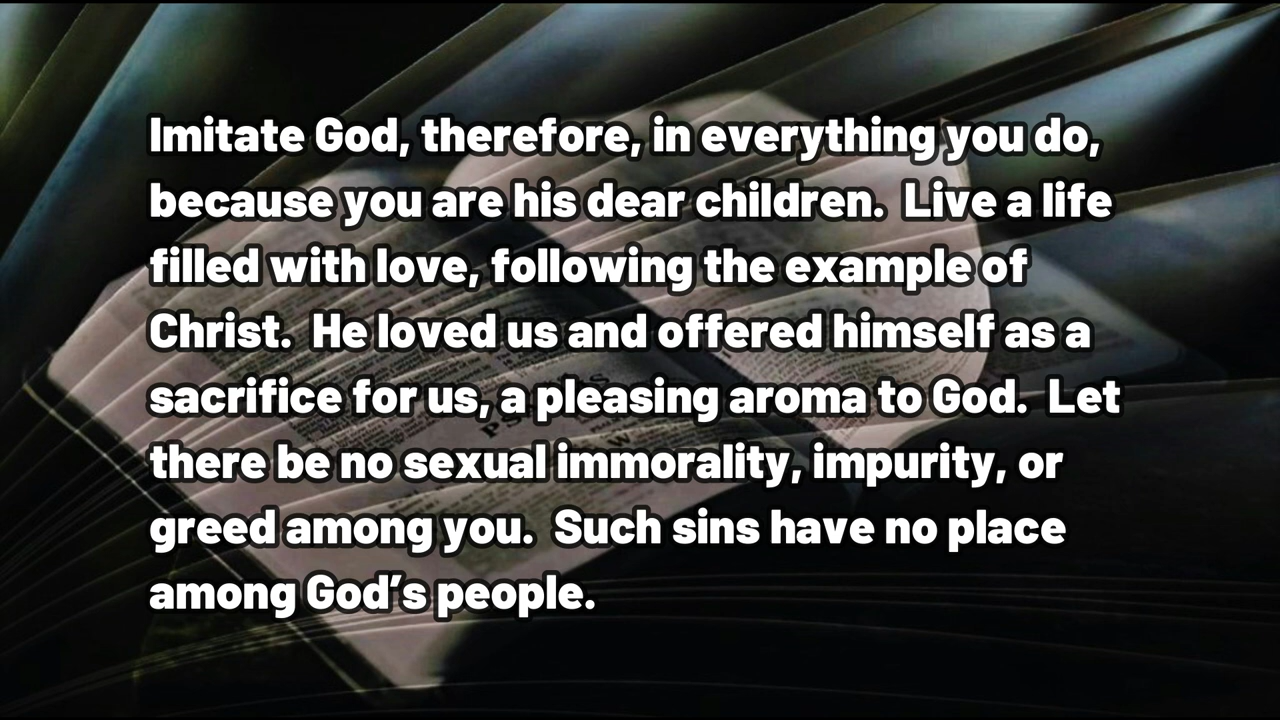 Imitate God, therefore, in everything you do,
because you are his dear children.  Live a life
filled with love, following the example of
Christ.  He loved us and offered himself as a
sacrifice for us, a pleasing aroma to God.  Let
there be no sexual immorality, impurity, or
greed among you.  Such sins have no place
among God’s people.